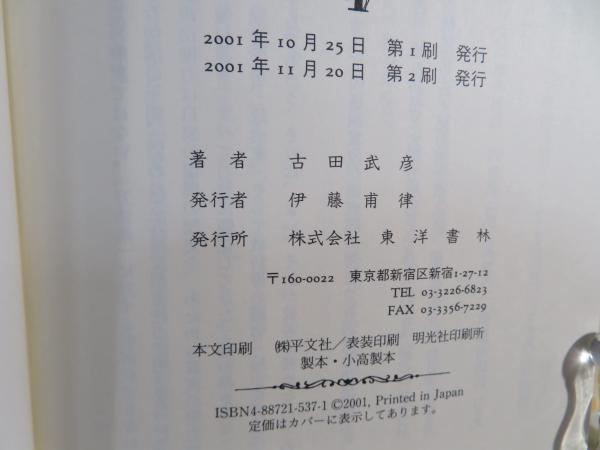 2001年10月25日 第1刷 発行
2001年11月20日 第2刷 発行
著者 古田武彦
発行者 伊藤甫律
発行所 株式会社 東洋書林
〒160-0022 東京都新宿区新宿1-27-12
TEL 03-3226-6823
FAX 03-3356-7229
本文印刷 ㈱平文社/表装印刷 明光社印刷所
製本・小高製本
ISBN4-88721-537-1 ©2001, Printed in Japan
定価はカバーに表示してあります。